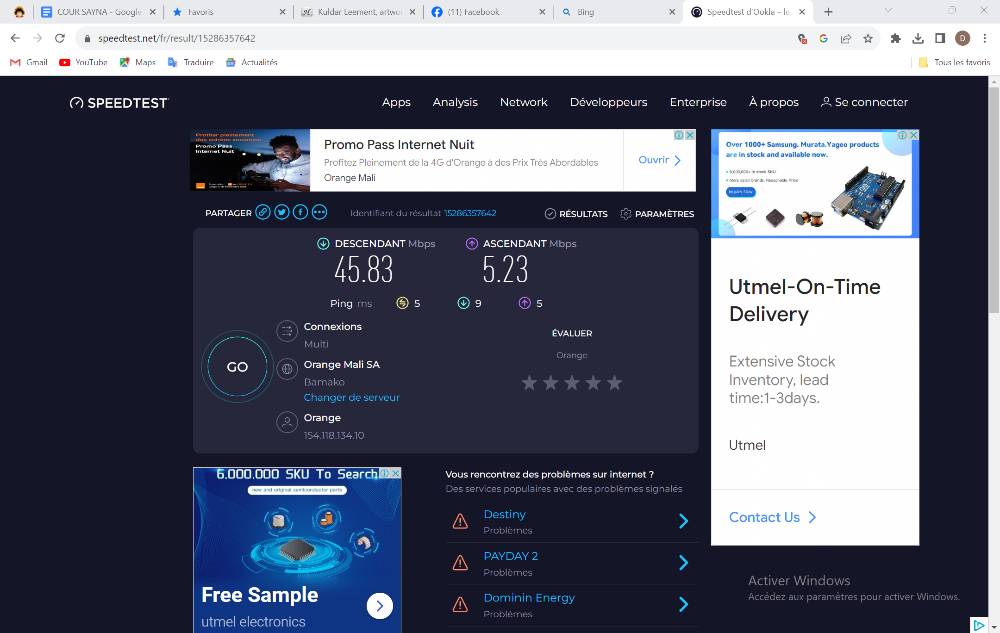 COUR SAYNA - Google
Favoris
Kuldar Leement, artwor
(11) Facebook
Bing
Speedtest d’Ookla – le
speedtest.net/fr/result/15286357642
D
Gmail
YouTube
Maps
Traduire
Actualités
Tous les favoris
SPEEDTEST
Apps
Analysis
Network
Développeurs
Enterprise
À propos
Se connecter
Profiter pleinement
des soirées vacances
Promo Pass
Internet Nuit
Promo Pass Internet Nuit
Profitez Pleinement de la 4G d'Orange à des Prix Très Abordables
Orange Mali
Ouvrir
Over 1000+ Samsung. Murata.Yageo products
are in stock and available now.
6,000,000+ In stock SKU
More asian brands. Reasonable Price
Inquiry Now
PARTAGER
Identifiant du résultat 15286357642
RÉSULTATS
PARAMÈTRES
DESCENDANT Mbps
45.83
ASCENDANT Mbps
5.23
Ping ms
5
9
5
GO
Connexions
Multi
Orange Mali SA
Bamako
Changer de serveur
Orange
154.118.134.10
ÉVALUER
Orange
Utmel-On-Time
Delivery
Extensive Stock
Inventory, lead
time:1-3days.
Utmel
Contact Us
6,000,000 SKU To Search
new and original semiconductor parts
Free Sample
utmel electronics
Vous rencontrez des problèmes sur internet ?
Des services populaires avec des problèmes signalés
Destiny
Problèmes
PAYDAY 2
Problèmes
Dominin Energy
Problèmes
Activer Windows
Accédez aux paramètres pour activer Windows.